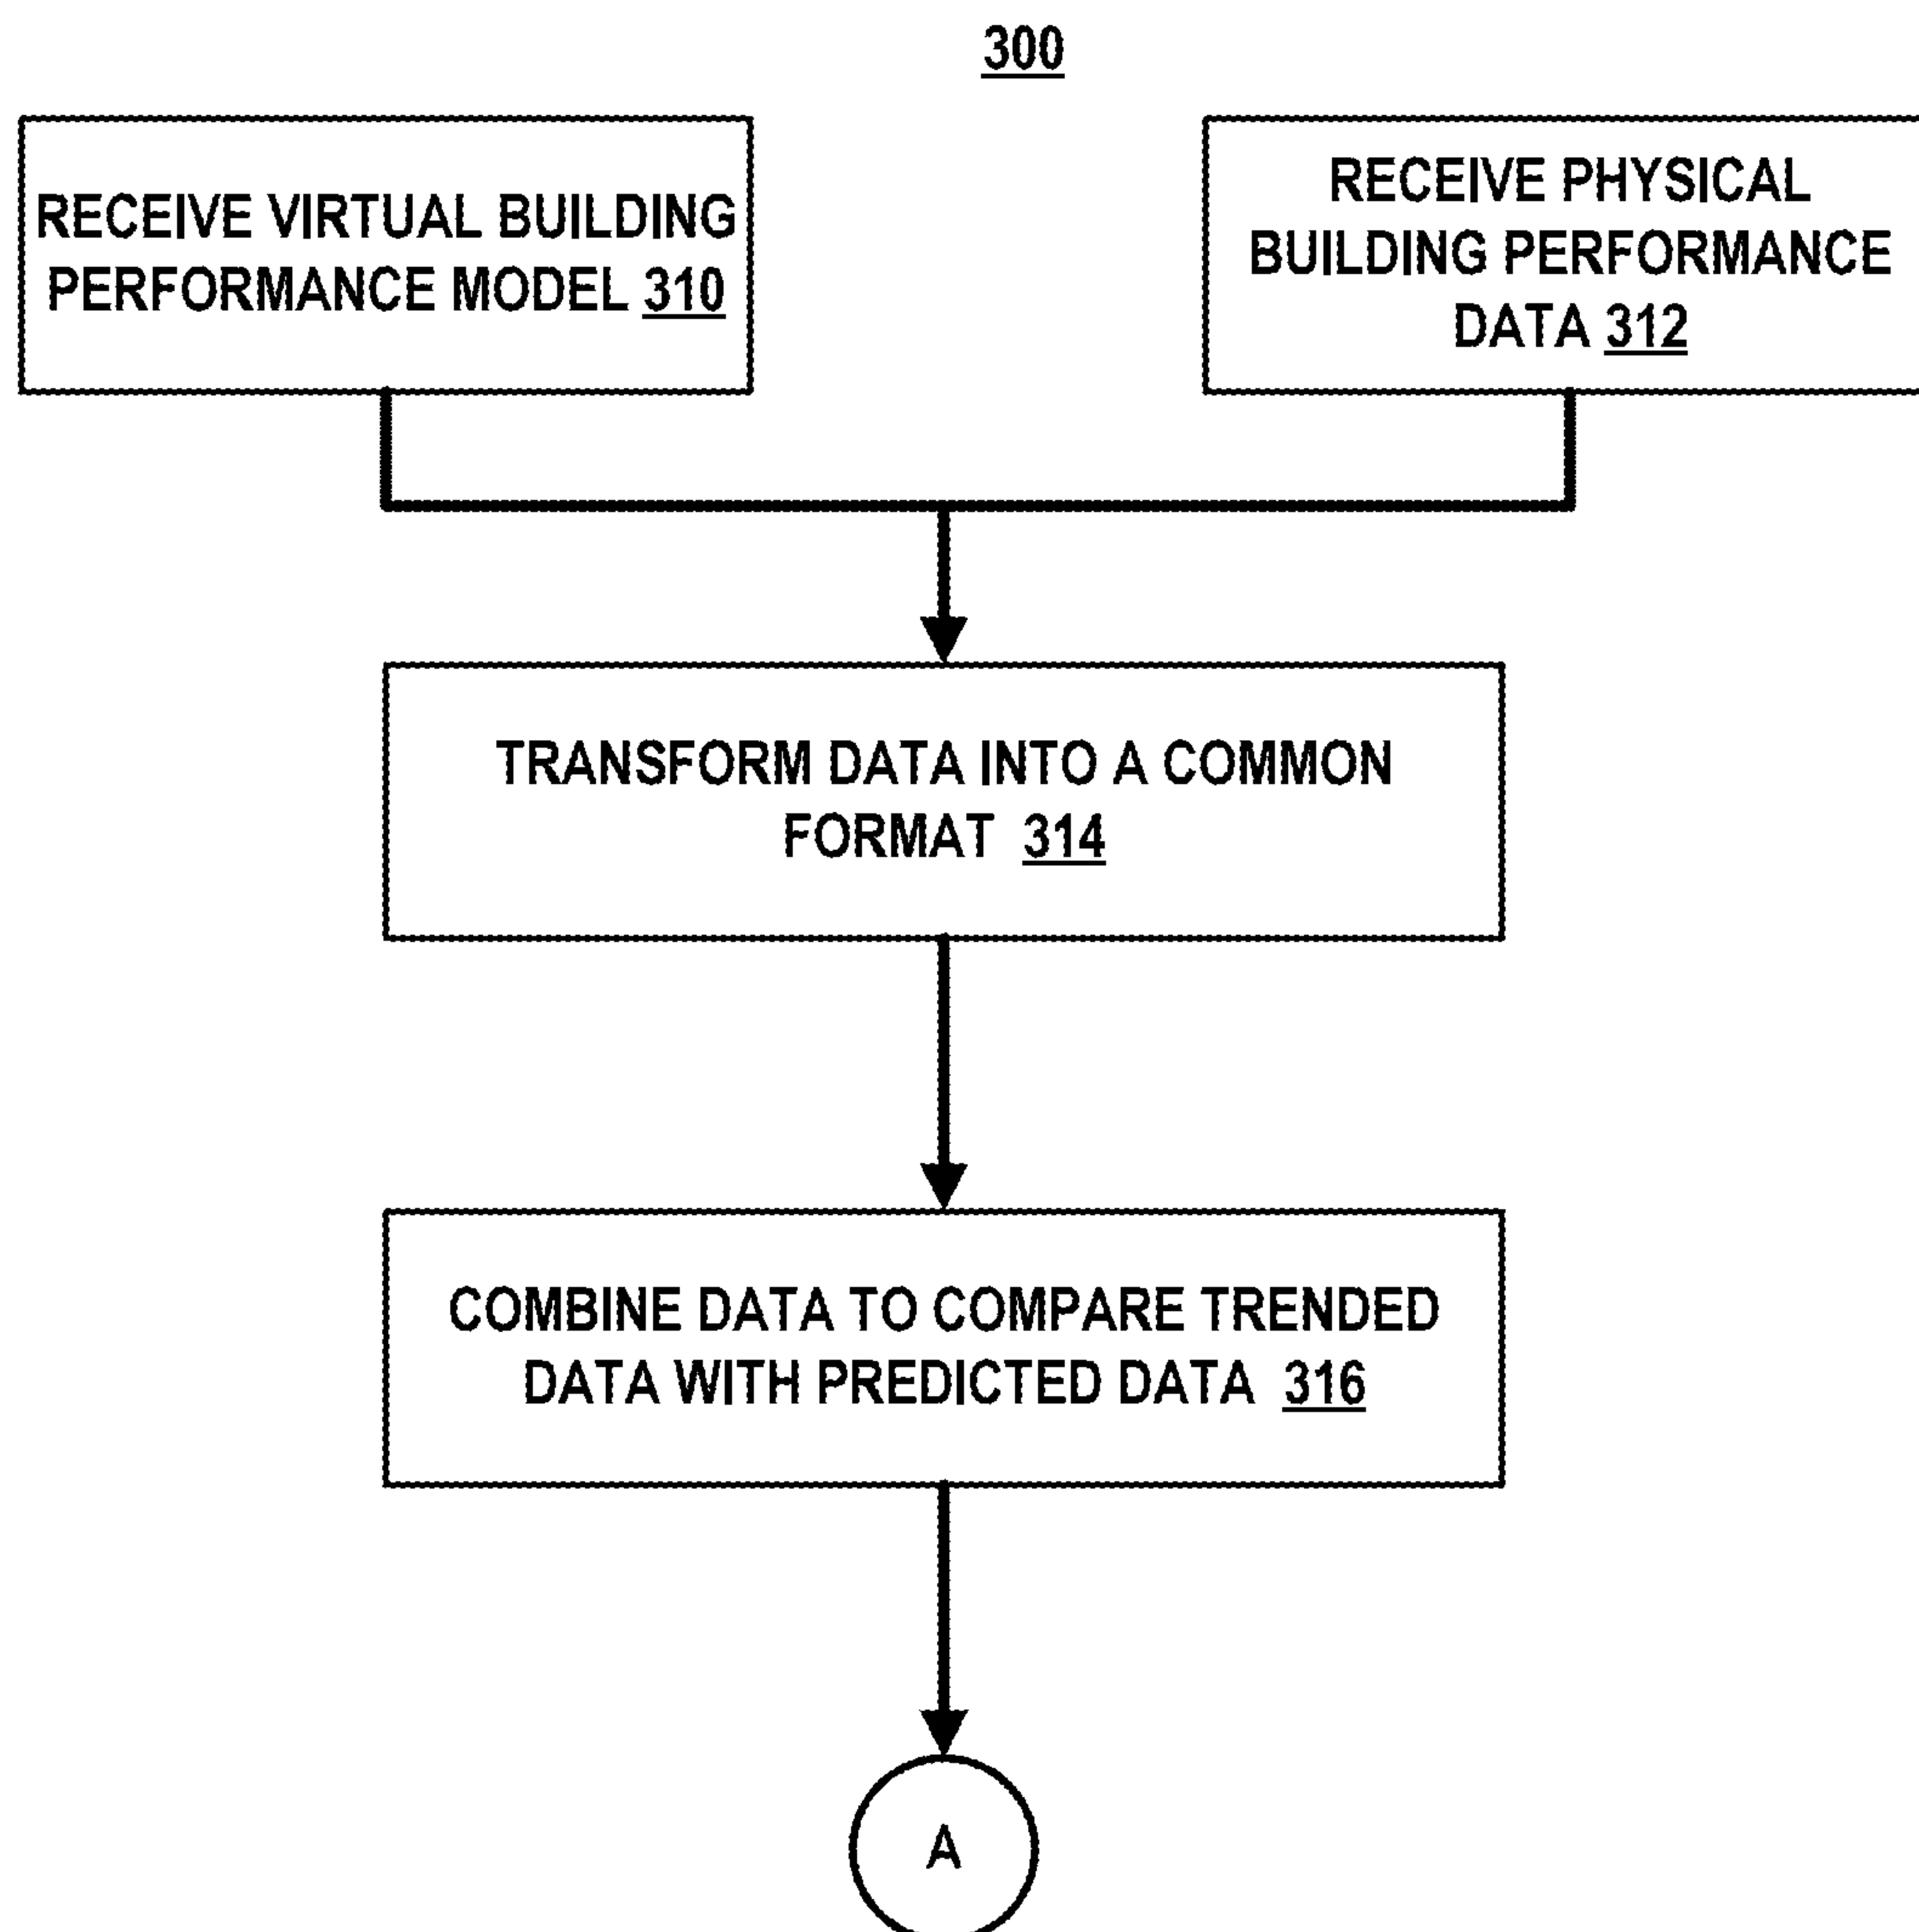 300
RECEIVE VIRTUAL BUILDING
PERFORMANCE MODEL 310
RECEIVE PHYSICAL
BUILDING PERFORMANCE
DATA 312
TRANSFORM DATA INTO A COMMON
FORMAT 314
COMBINE DATA TO COMPARE TRENDED
DATA WITH PREDICTED DATA 316
A